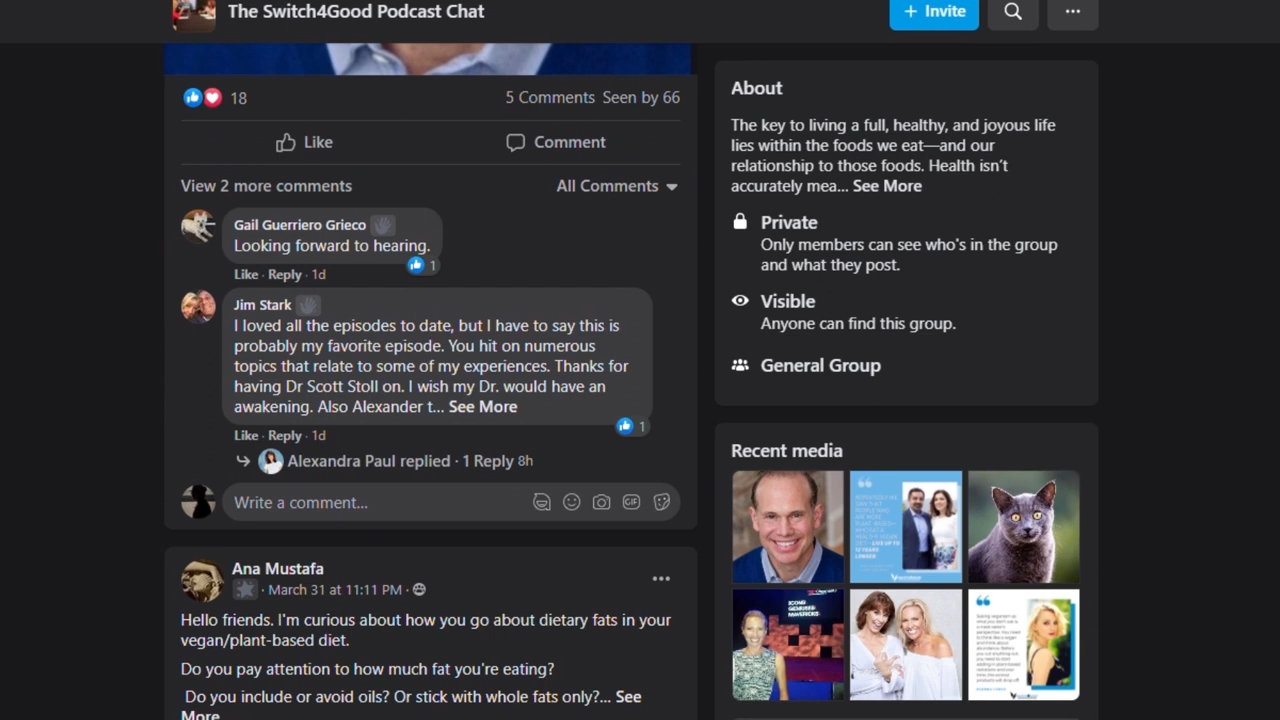 The Switch4Good Podcast Chat
+ Invite
18
5 Comments Seen by 66
Like
Comment
View 2 more comments
All Comments
Gail Guerriero Grieco
Looking forward to hearing.
1
Like · Reply · 1d
Jim Stark
I loved all the episodes to date, but I have to say this is
probably my favorite episode. You hit on numerous
topics that relate to some of my experiences. Thanks for
having Dr Scott Stoll on. I wish my Dr. would have an
awakening. Also Alexander t... See More
1
Like · Reply · 1d
Alexandra Paul replied · 1 Reply 8h
Write a comment...
GIF
Ana Mustafa
· March 31 at 11:11 PM ·
Hello friends. I'm curious about how you go about dietary fats in your
vegan/plant-based diet.
Do you pay attention to how much fat you're eating?
Do you include/avoid oils? Or stick with whole fats only?... See
More
About
The key to living a full, healthy, and joyous life
lies within the foods we eat—and our
relationship to those foods. Health isn't
accurately mea... See More
Private
Only members can see who's in the group
and what they post.
Visible
Anyone can find this group.
General Group
Recent media
ICONS
GENIUSES
MAVERICKS